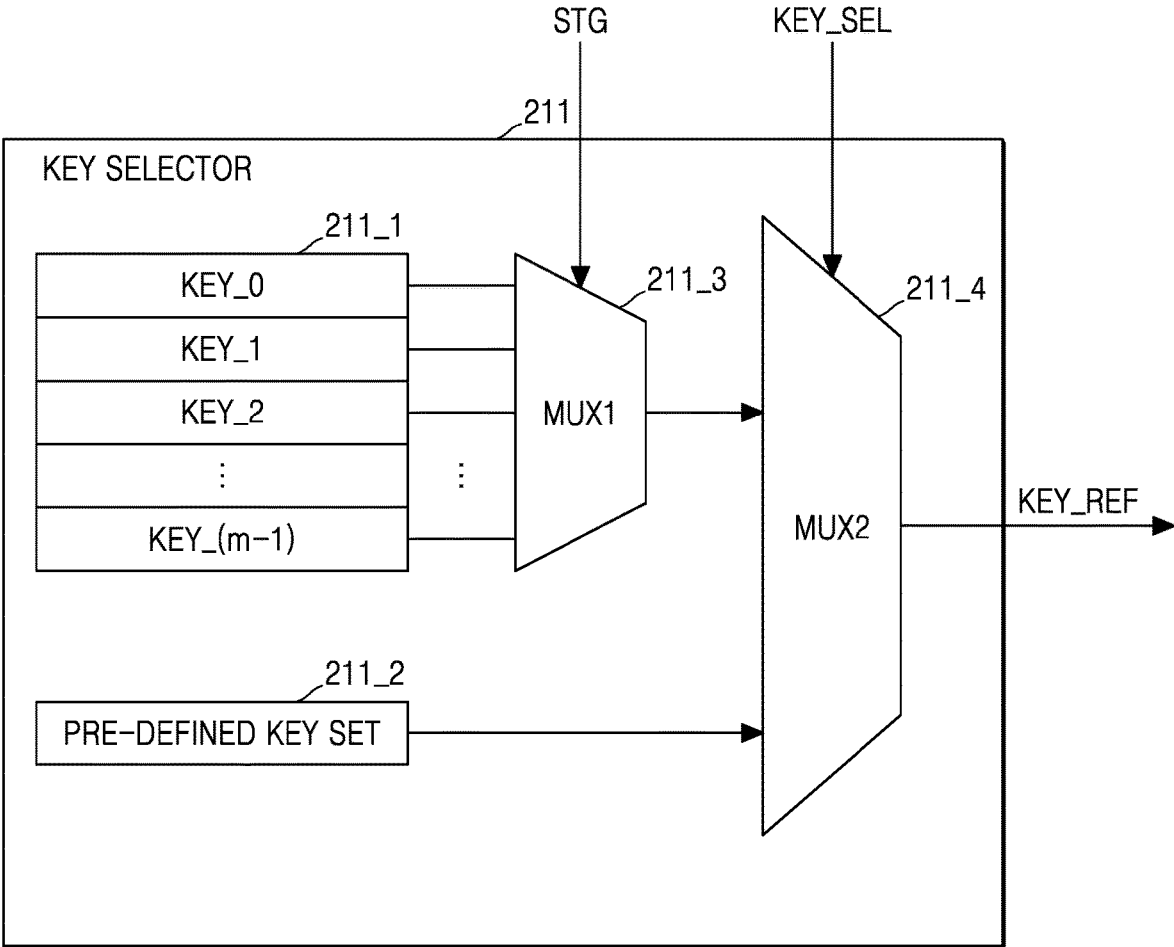 STG
KEY_SEL
211
KEY SELECTOR
211_1
KEY_0
KEY_1
KEY_2
⋮
KEY_(m-1)
⋮
211_3
MUX1
211_4
MUX2
KEY_REF
211_2
PRE-DEFINED KEY SET